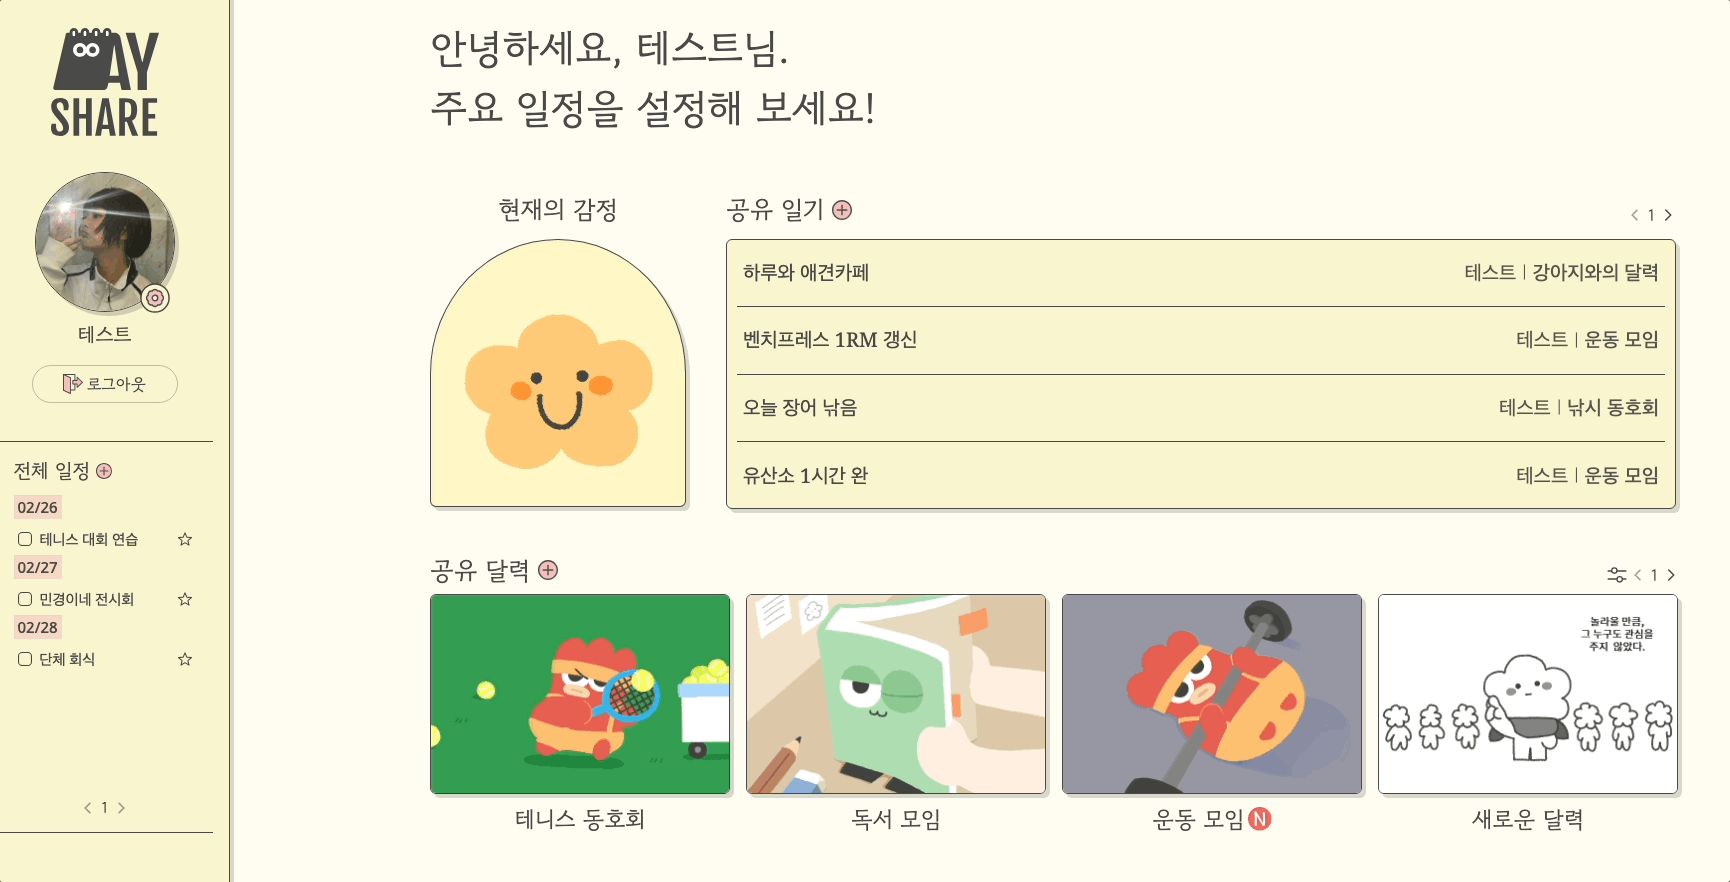 DAY
SHARE
테스트
로그아웃
전체 일정
02/26
테니스 대회 연습
02/27
민경이네 전시회
02/28
단체 회식
1
안녕하세요, 테스트님.
주요 일정을 설정해 보세요!
현재의 감정
공유 일기
1
하루와 애견카페
테스트 | 강아지와의 달력
벤치프레스 1RM 갱신
테스트 | 운동 모임
오늘 장어 낚음
테스트 | 낚시 동호회
유산소 1시간 완
테스트 | 운동 모임
공유 달력
1
놀라울 만큼,
그 누구도 관심을
주지 않았다.
테니스 동호회
독서 모임
운동 모임 N
새로운 달력